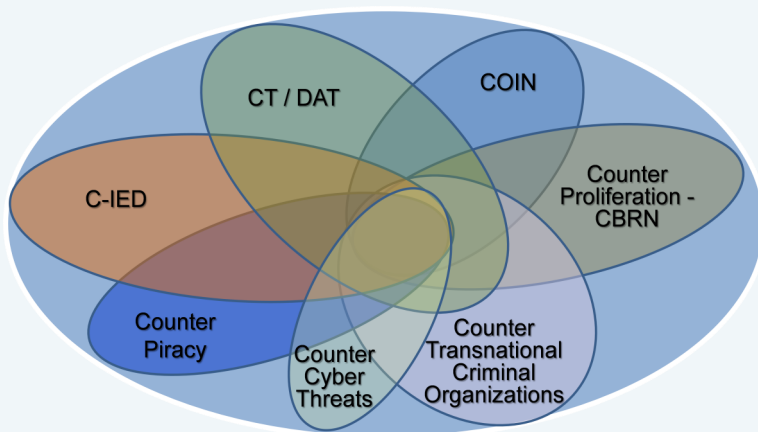 CT / DAT
COIN
C-IED
Counter
Proliferation -
CBRN
Counter
Piracy
Counter
Cyber
Threats
Counter
Transnational
Criminal
Organizations